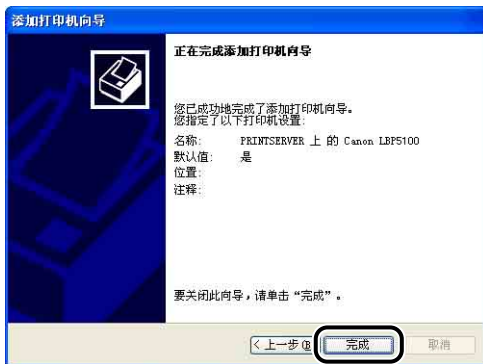 添加打印机向导
正在完成添加打印机向导
您已成功地完成了添加打印机向导。
您指定了以下打印机设置:
名称: PRINTSERVER 上 的 Canon LBP5100
默认值: 是
位置:
注释:
要关闭此向导，请单击“完成”。
<上一步(B) 完成 取消